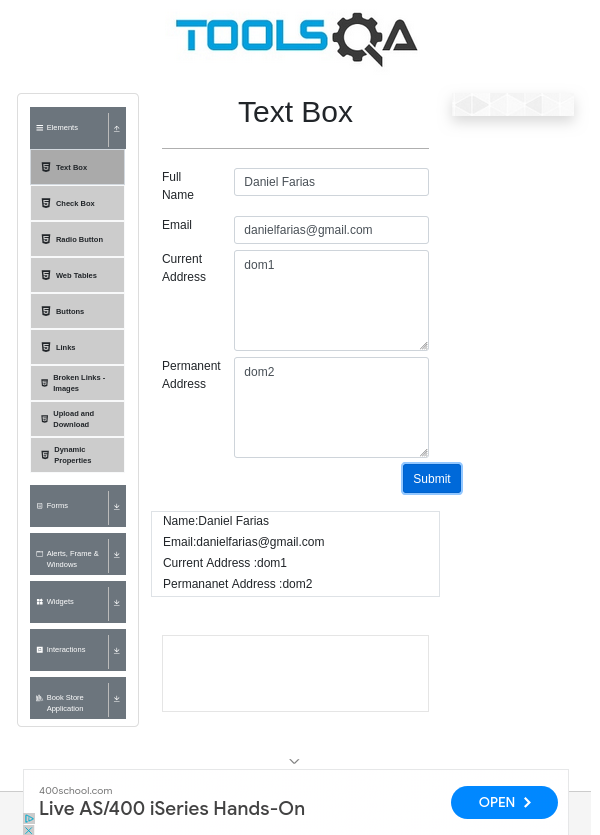 TOOLSQA
Text Box
Elements
Text Box
Check Box
Radio Button
Web Tables
Buttons
Links
Broken Links -
Images
Upload and
Download
Dynamic
Properties
Forms
Alerts, Frame &
Windows
Widgets
Interactions
Book Store
Application
Full
Name
Daniel Farias
Email
danielfarias@gmail.com
Current
Address
dom1
Permanent
Address
dom2
Submit
Name:Daniel Farias
Email:danielfarias@gmail.com
Current Address :dom1
Permananet Address :dom2
400school.com
Live AS/400 iSeries Hands-On
OPEN